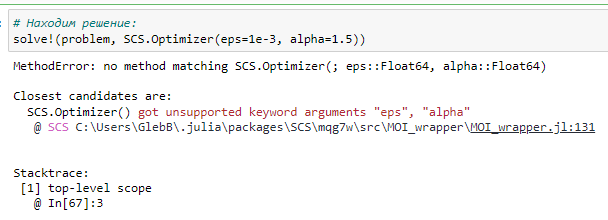 # Находим решение:
solve!(problem, SCS.Optimizer(eps=1e-3, alpha=1.5))
MethodError: no method matching SCS.Optimizer(; eps::Float64, alpha::Float64)
Closest candidates are:
SCS.Optimizer() got unsupported keyword arguments "eps", "alpha"
@ SCS C:\Users\GlebB\.julia\packages\SCS\mqg7w\src\MOI_wrapper\MOI_wrapper.jl:131
Stacktrace:
[1] top-level scope
@ In[67]:3